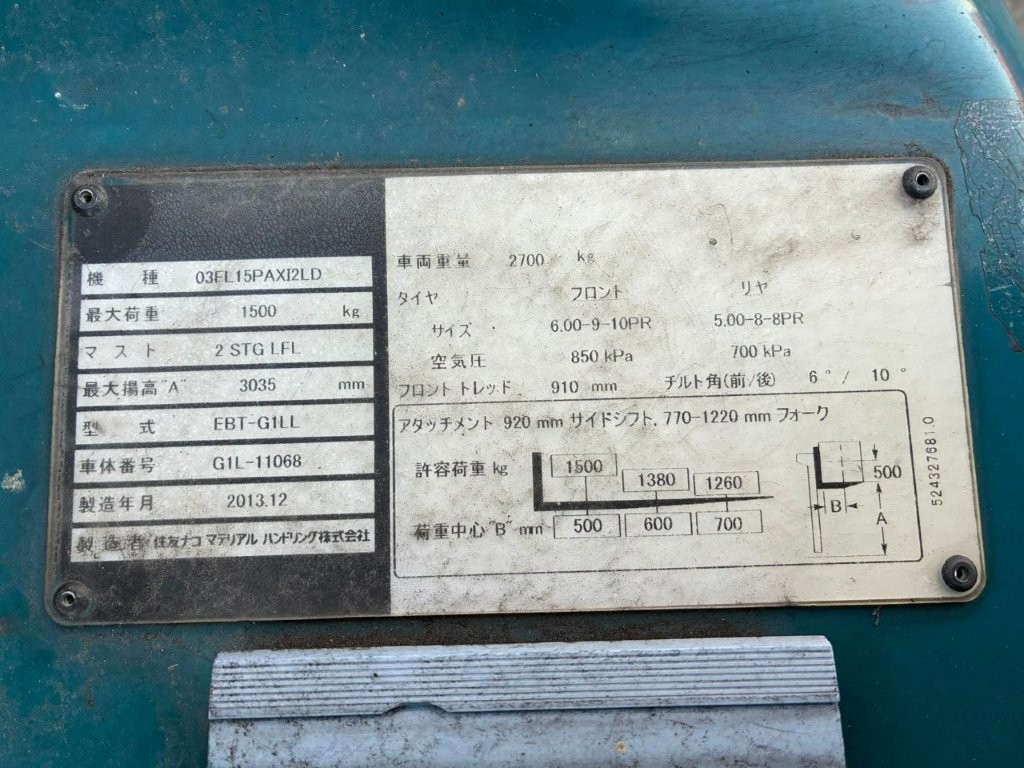 機 種 03FL15PAXI2LD
最大荷重 1500 kg
マスト 2 STG LFL
最大揚高"A" 3035 mm
型 式 EBT-G1LL
車体番号 G1L-11068
製造年月 2013.12
製造者 住友ナコ マテリアル ハンドリング株式会社
車両重量 2700 kg
タイヤ フロント リヤ
サイズ 6.00-9-10PR 5.00-8-8PR
空気圧 850 kPa 700 kPa
フロント トレッド 910 mm チルト角(前/後) 6° / 10°
アタッチメント 920 mm サイドシフト, 770-1220 mm フォーク
許容荷重 kg 1500 1380 1260
荷重中心"B" mm 500 600 700
500
B
A
524327681.0